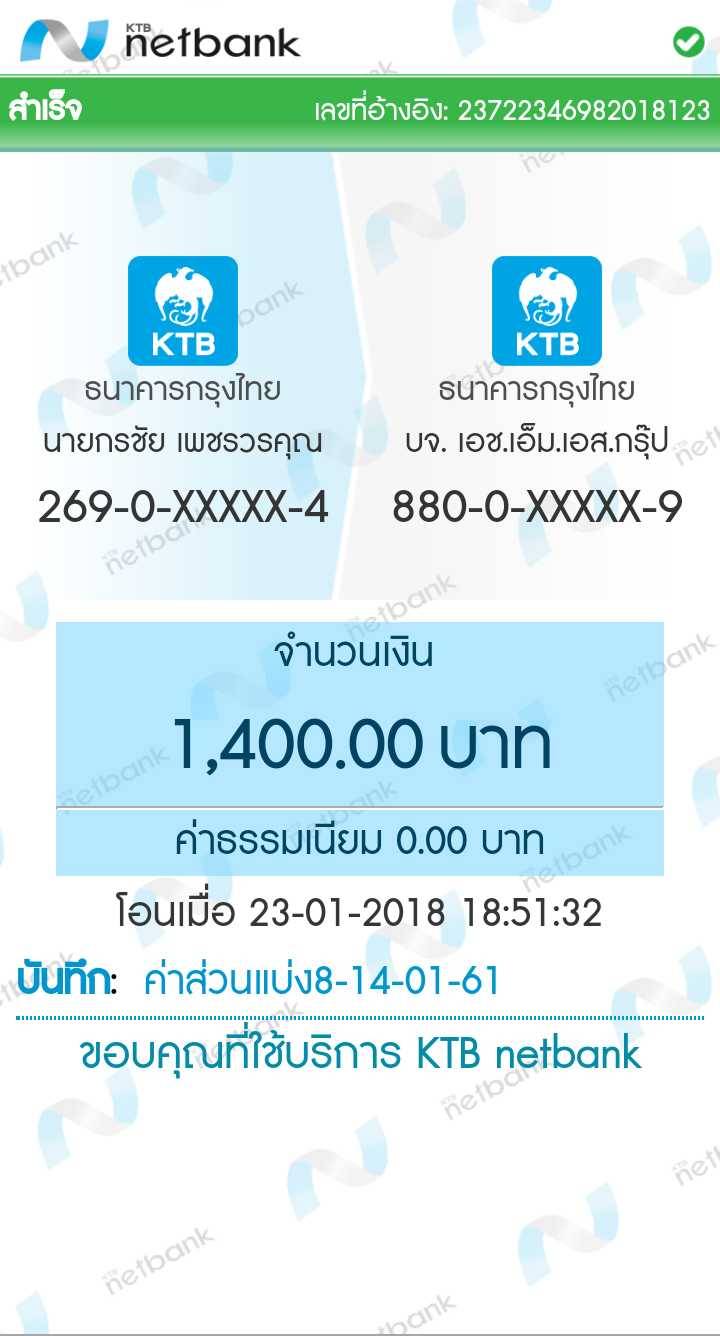 KTB
netbank
สำเร็จ เลขที่อ้างอิง: 23722346982018123
KTB KTB
ธนาคารกรุงไทย ธนาคารกรุงไทย
นายกรชัย เพชรวรคุณ บจ. เอช.เอ็ม.เอส.กรุ๊ป
269-0-XXXXX-4 880-0-XXXXX-9
จำนวนเงิน
1,400.00 บาท
ค่าธรรมเนียม 0.00 บาท
โอนเมื่อ 23-01-2018 18:51:32
บันทึก: ค่าส่วนแบ่ง8-14-01-61
ขอบคุณที่ใช้บริการ KTB netbank